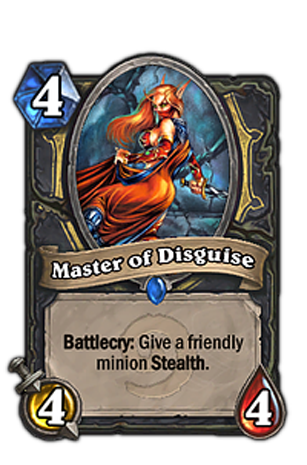 4
Master of Disguise
Battlecry: Give a friendly
minion Stealth.
4
4